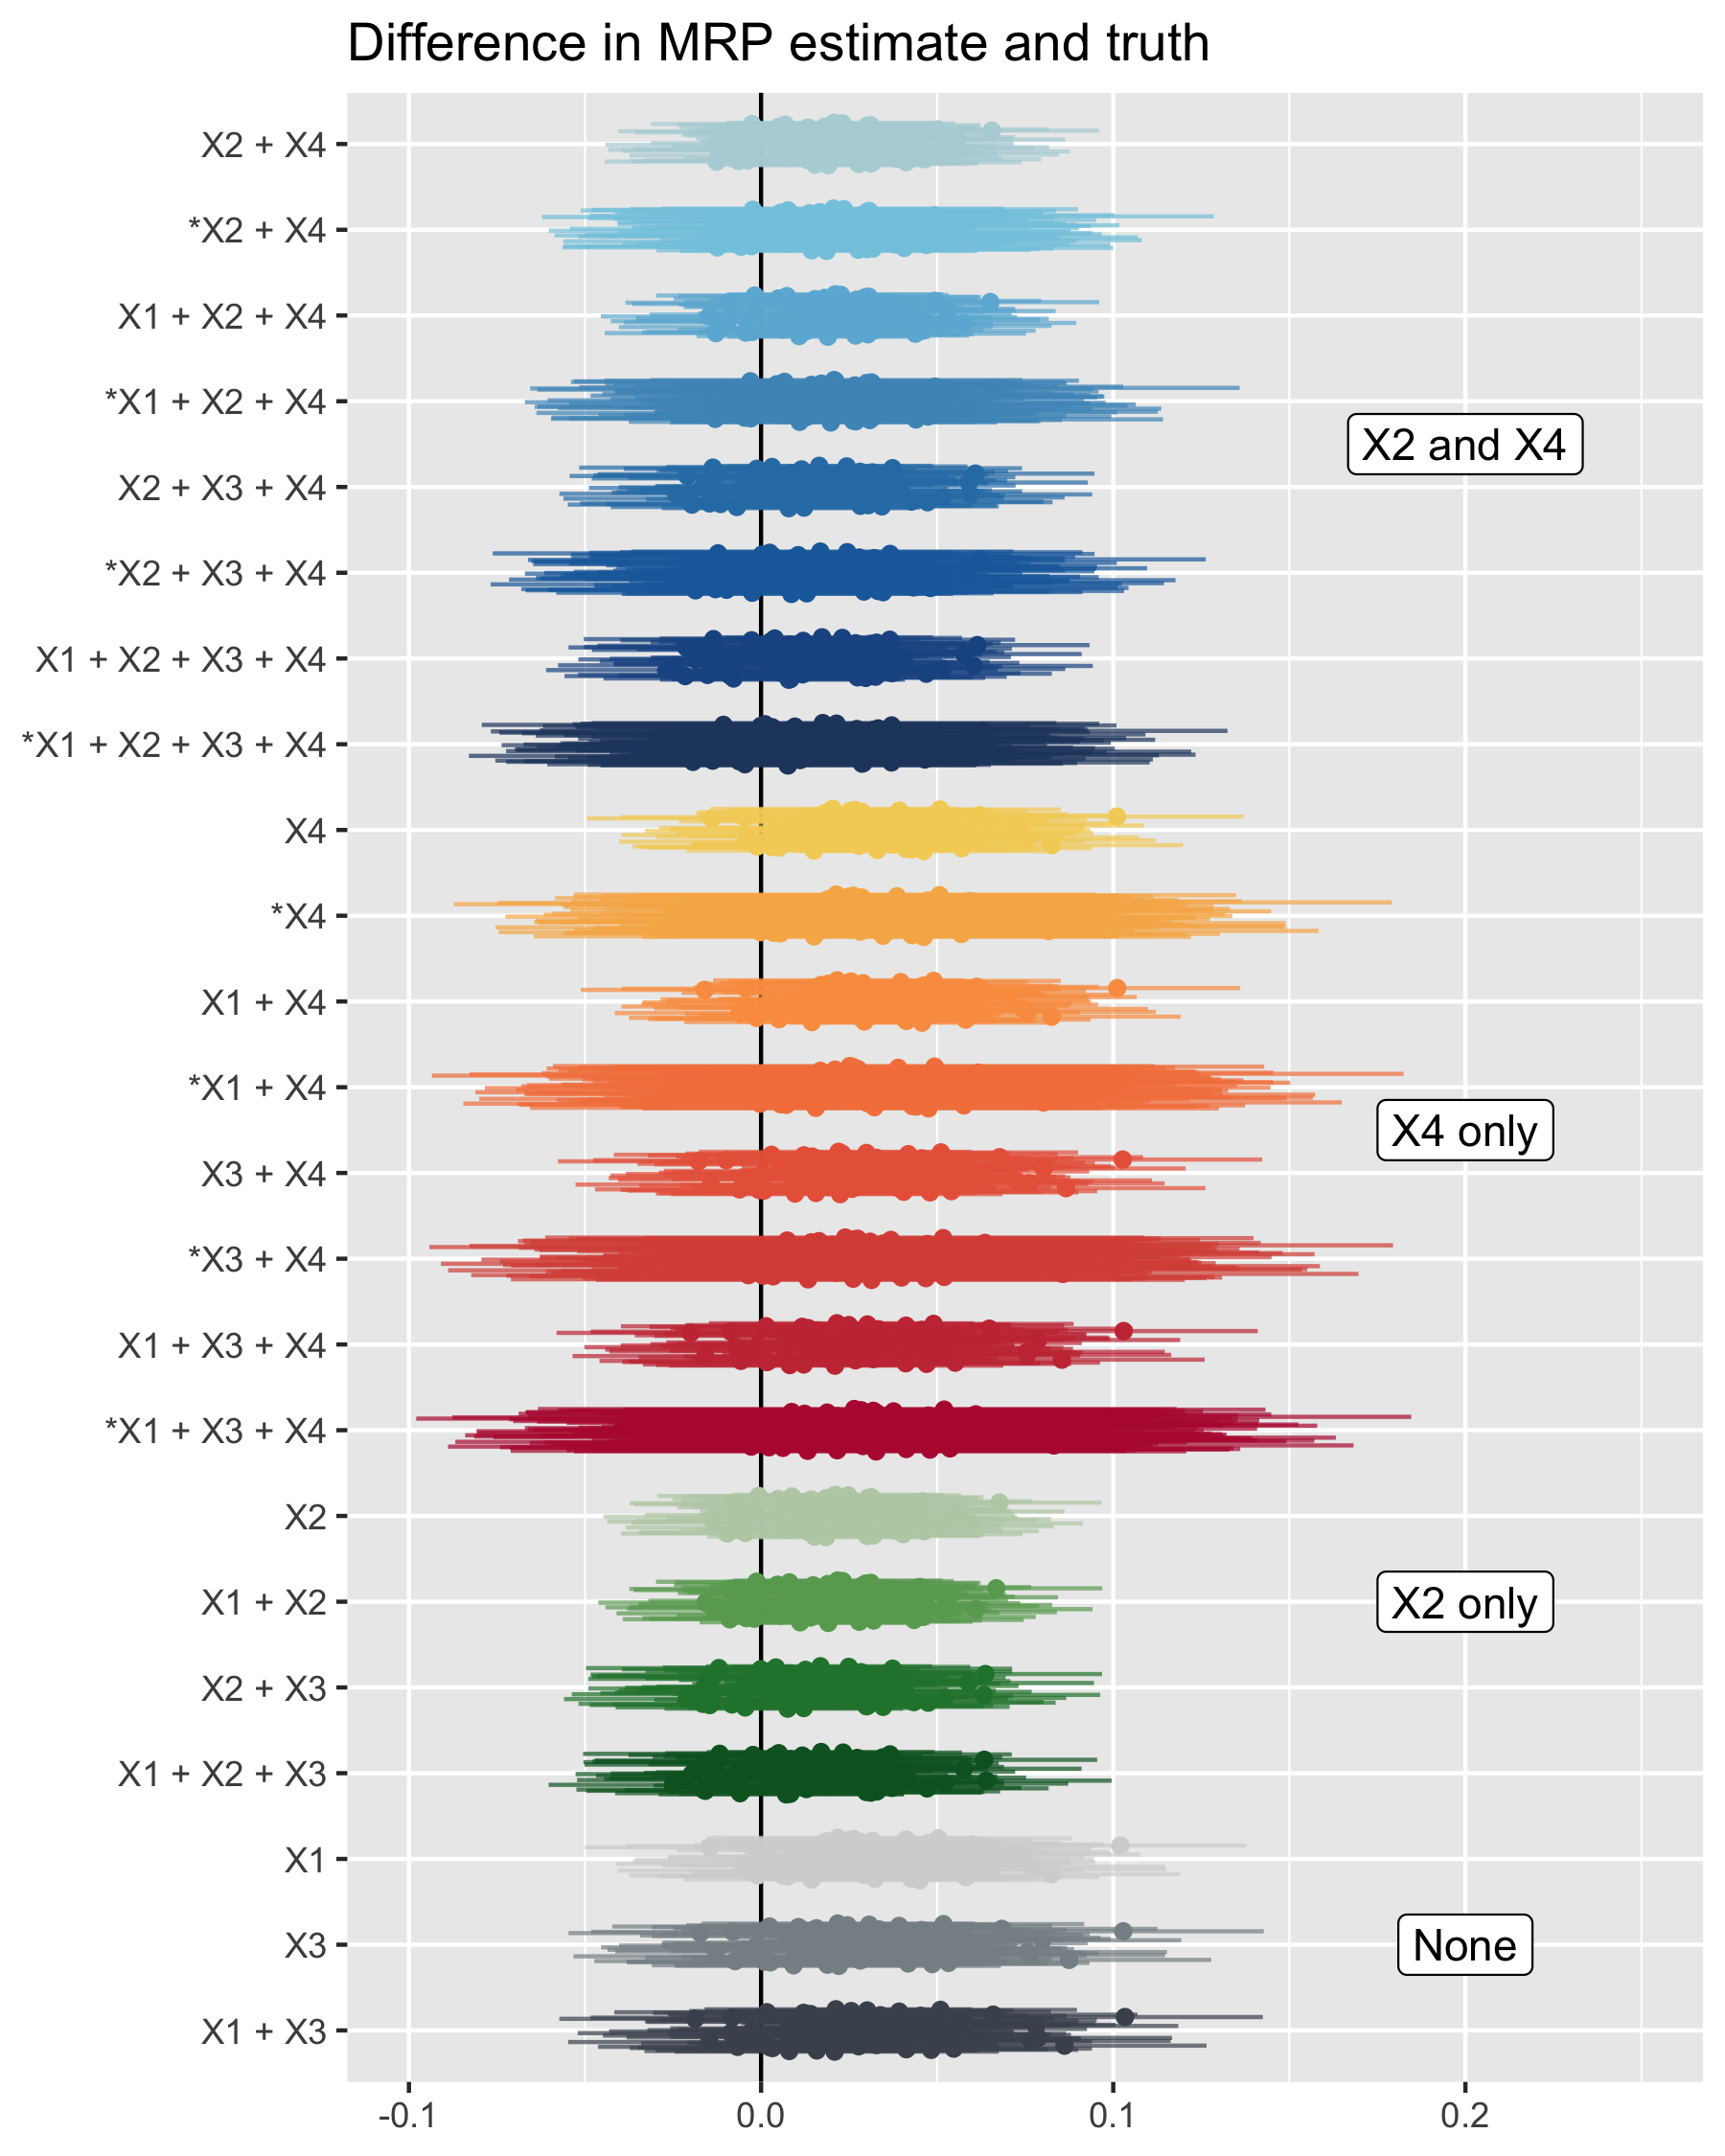 Difference in MRP estimate and truth
X2 + X4
*X2 + X4
X1 + X2 + X4
*X1 + X2 + X4
X2 and X4
X2 + X3 + X4
*X2 + X3 + X4
X1 + X2 + X3 + X4
*X1 + X2 + X3 + X4
X4
*X4
X1 + X4
*X1 + X4
X4 only
X3 + X4
*X3 + X4
X1 + X3 + X4
*X1 + X3 + X4
X2
X1 + X2
X2 only
X2 + X3
X1 + X2 + X3
X1
X3
None
X1 + X3
-0.1 0.0 0.1 0.2